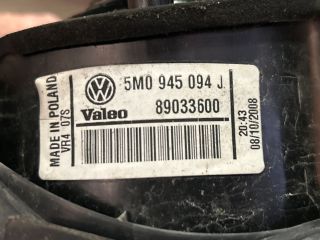 5M0 945 094 J
Valeo 89033600
MADE IN POLAND
VR4 07S
20:43
08/10/2008